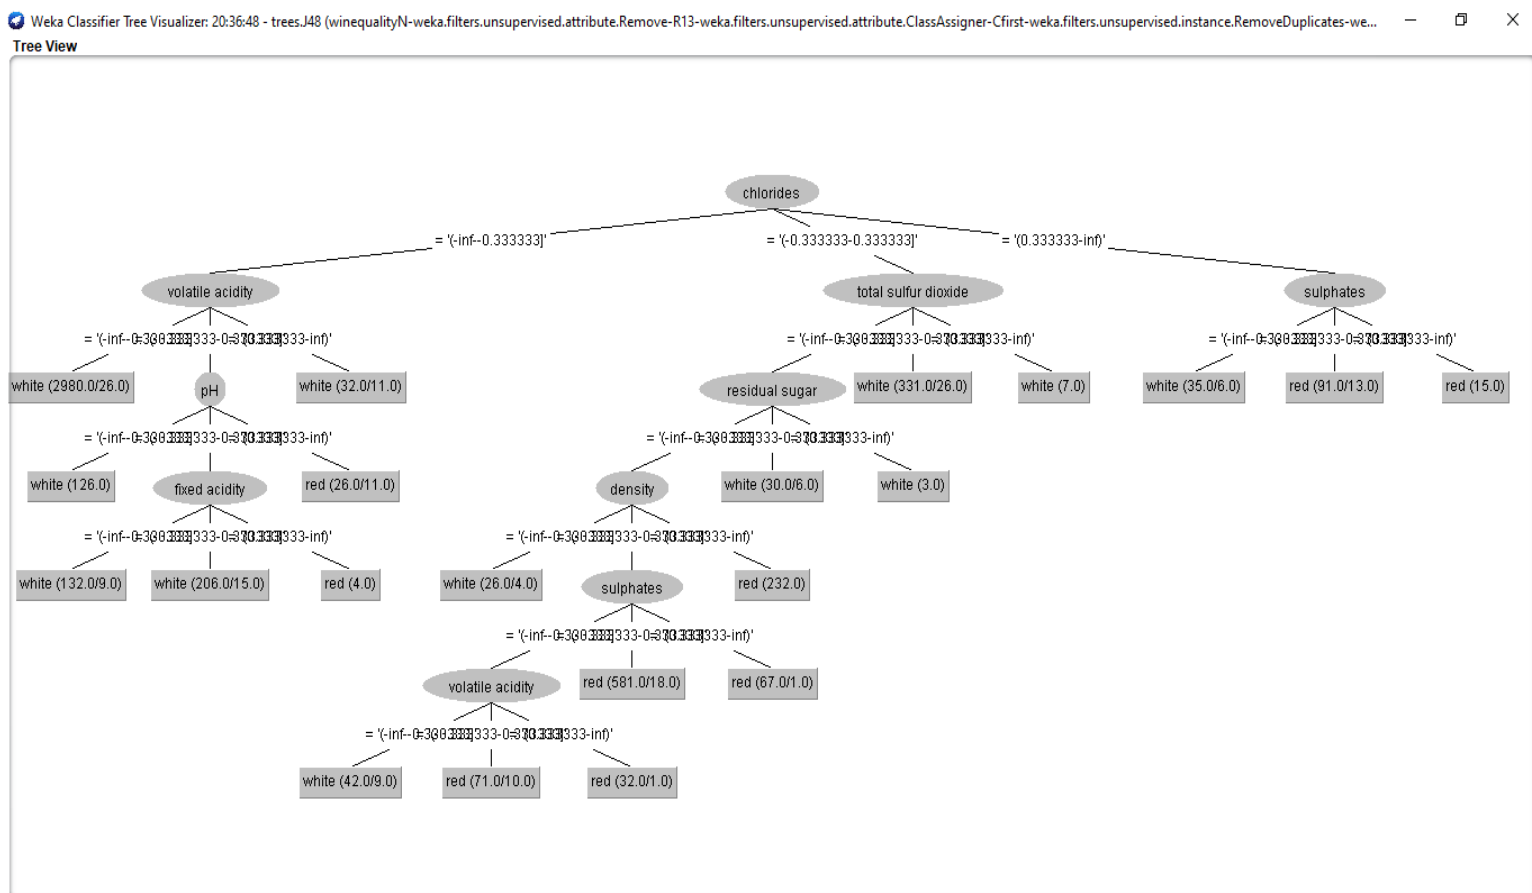 Weka Classifier Tree Visualizer: 20:36:48 - trees.J48 (winequalityN-weka.filters.unsupervised.attribute.Remove-R13-weka.filters.unsupervised.attribute.ClassAssigner-Cfirst-weka.filters.unsupervised.instance.RemoveDuplicates-we...
Tree View
chlorides
= '(-inf--0.333333]' = '(-0.333333-0.333333]' = '(0.333333-inf)'
volatile acidity total sulfur dioxide sulphates
white (2980.0/26.0) pH white (32.0/11.0) residual sugar white (331.0/26.0) white (7.0) white (35.0/6.0) red (91.0/13.0) red (15.0)
white (126.0) fixed acidity red (26.0/11.0) density white (30.0/6.0) white (3.0)
white (132.0/9.0) white (206.0/15.0) red (4.0) white (26.0/4.0) sulphates red (232.0)
volatile acidity red (581.0/18.0) red (67.0/1.0)
white (42.0/9.0) red (71.0/10.0) red (32.0/1.0)